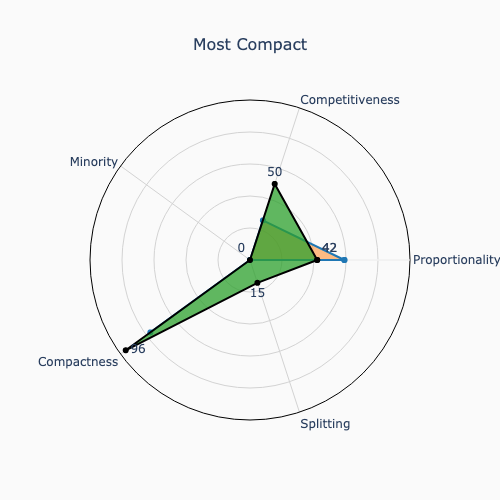 Most Compact
Competitiveness
Minority
50
0
42
Proportionality
15
96
Compactness
Splitting